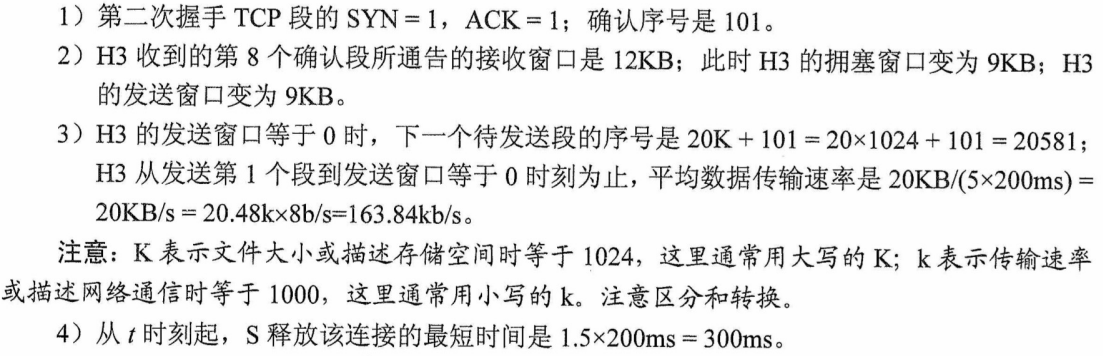 1）第二次握手 TCP 段的 SYN = 1，ACK = 1；确认序号是 101。
2）H3 收到的第 8 个确认段所通告的接收窗口是 12KB；此时 H3 的拥塞窗口变为 9KB；H3
的发送窗口变为 9KB。
3）H3 的发送窗口等于 0 时，下一个待发送段的序号是 20K + 101 = 20×1024 + 101 = 20581；
H3 从发送第 1 个段到发送窗口等于 0 时刻为止，平均数据传输速率是 20KB/(5×200ms) =
20KB/s = 20.48k×8b/s=163.84kb/s。
注意：K 表示文件大小或描述存储空间时等于 1024，这里通常用大写的 K；k 表示传输速率
或描述网络通信时等于 1000，这里通常用小写的 k。注意区分和转换。
4）从 t 时刻起，S 释放该连接的最短时间是 1.5×200ms = 300ms。